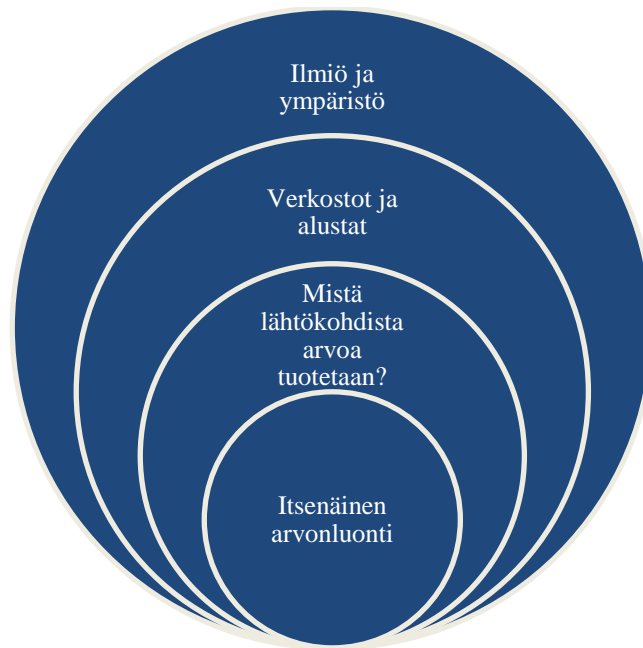 Ilmiö ja
ympäristö
Verkostot ja
alustat
Mistä
lähtökohdista
arvoa
tuotetaan?
Itsenäinen
arvonluonti